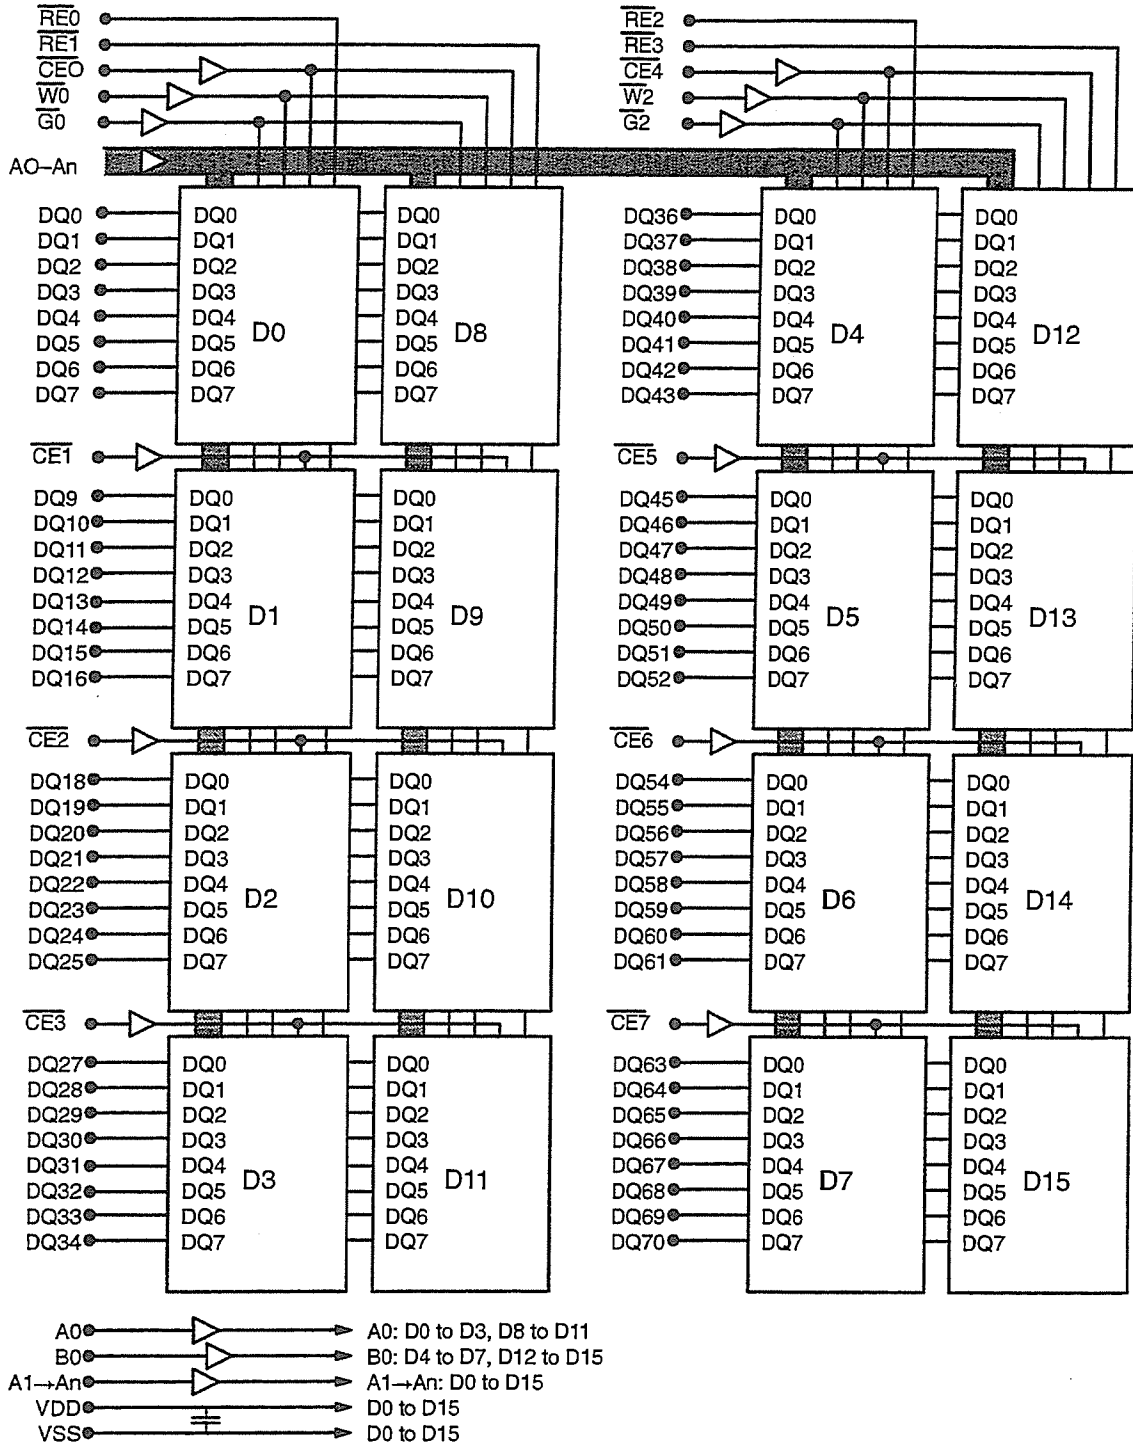 RE0
RE1
CEO
W0
G0
AO–An
RE2
RE3
CE4
W2
G2
DQ0 DQ0 DQ0
DQ1 DQ1 DQ1
DQ2 DQ2 DQ2
DQ3 DQ3 DQ3
DQ4 DQ4 DQ4
DQ5 DQ5 DQ5
DQ6 DQ6 DQ6
DQ7 DQ7 DQ7
D0 D8
DQ36 DQ0 DQ0
DQ37 DQ1 DQ1
DQ38 DQ2 DQ2
DQ39 DQ3 DQ3
DQ40 DQ4 DQ4
DQ41 DQ5 DQ5
DQ42 DQ6 DQ6
DQ43 DQ7 DQ7
D4 D12
CE1
DQ9 DQ0 DQ0
DQ10 DQ1 DQ1
DQ11 DQ2 DQ2
DQ12 DQ3 DQ3
DQ13 DQ4 DQ4
DQ14 DQ5 DQ5
DQ15 DQ6 DQ6
DQ16 DQ7 DQ7
D1 D9
CE5
DQ45 DQ0 DQ0
DQ46 DQ1 DQ1
DQ47 DQ2 DQ2
DQ48 DQ3 DQ3
DQ49 DQ4 DQ4
DQ50 DQ5 DQ5
DQ51 DQ6 DQ6
DQ52 DQ7 DQ7
D5 D13
CE2
DQ18 DQ0 DQ0
DQ19 DQ1 DQ1
DQ20 DQ2 DQ2
DQ21 DQ3 DQ3
DQ22 DQ4 DQ4
DQ23 DQ5 DQ5
DQ24 DQ6 DQ6
DQ25 DQ7 DQ7
D2 D10
CE6
DQ54 DQ0 DQ0
DQ55 DQ1 DQ1
DQ56 DQ2 DQ2
DQ57 DQ3 DQ3
DQ58 DQ4 DQ4
DQ59 DQ5 DQ5
DQ60 DQ6 DQ6
DQ61 DQ7 DQ7
D6 D14
CE3
DQ27 DQ0 DQ0
DQ28 DQ1 DQ1
DQ29 DQ2 DQ2
DQ30 DQ3 DQ3
DQ31 DQ4 DQ4
DQ32 DQ5 DQ5
DQ33 DQ6 DQ6
DQ34 DQ7 DQ7
D3 D11
CE7
DQ63 DQ0 DQ0
DQ64 DQ1 DQ1
DQ65 DQ2 DQ2
DQ66 DQ3 DQ3
DQ67 DQ4 DQ4
DQ68 DQ5 DQ5
DQ69 DQ6 DQ6
DQ70 DQ7 DQ7
D7 D15
A0 A0: D0 to D3, D8 to D11
B0 B0: D4 to D7, D12 to D15
A1→An A1→An: D0 to D15
VDD D0 to D15
VSS D0 to D15